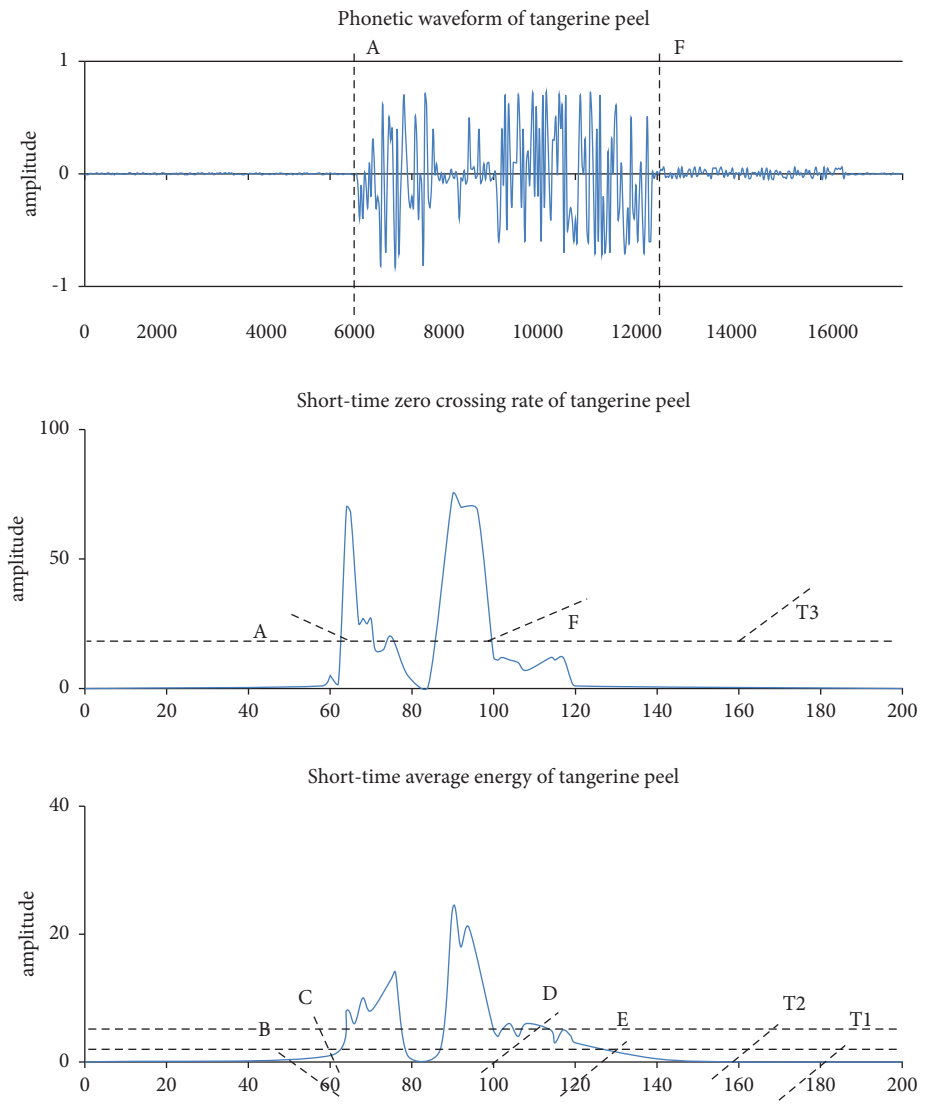 Phonetic waveform of tangerine peel
A F
1
0
-1
amplitude
0 2000 4000 6000 8000 10000 12000 14000 16000
Short-time zero crossing rate of tangerine peel
100
50
0
amplitude
A F T3
0 20 40 60 80 100 120 140 160 180 200
Short-time average energy of tangerine peel
40
20
0
amplitude
B C D E T2 T1
0 20 40 60 80 100 120 140 160 180 200